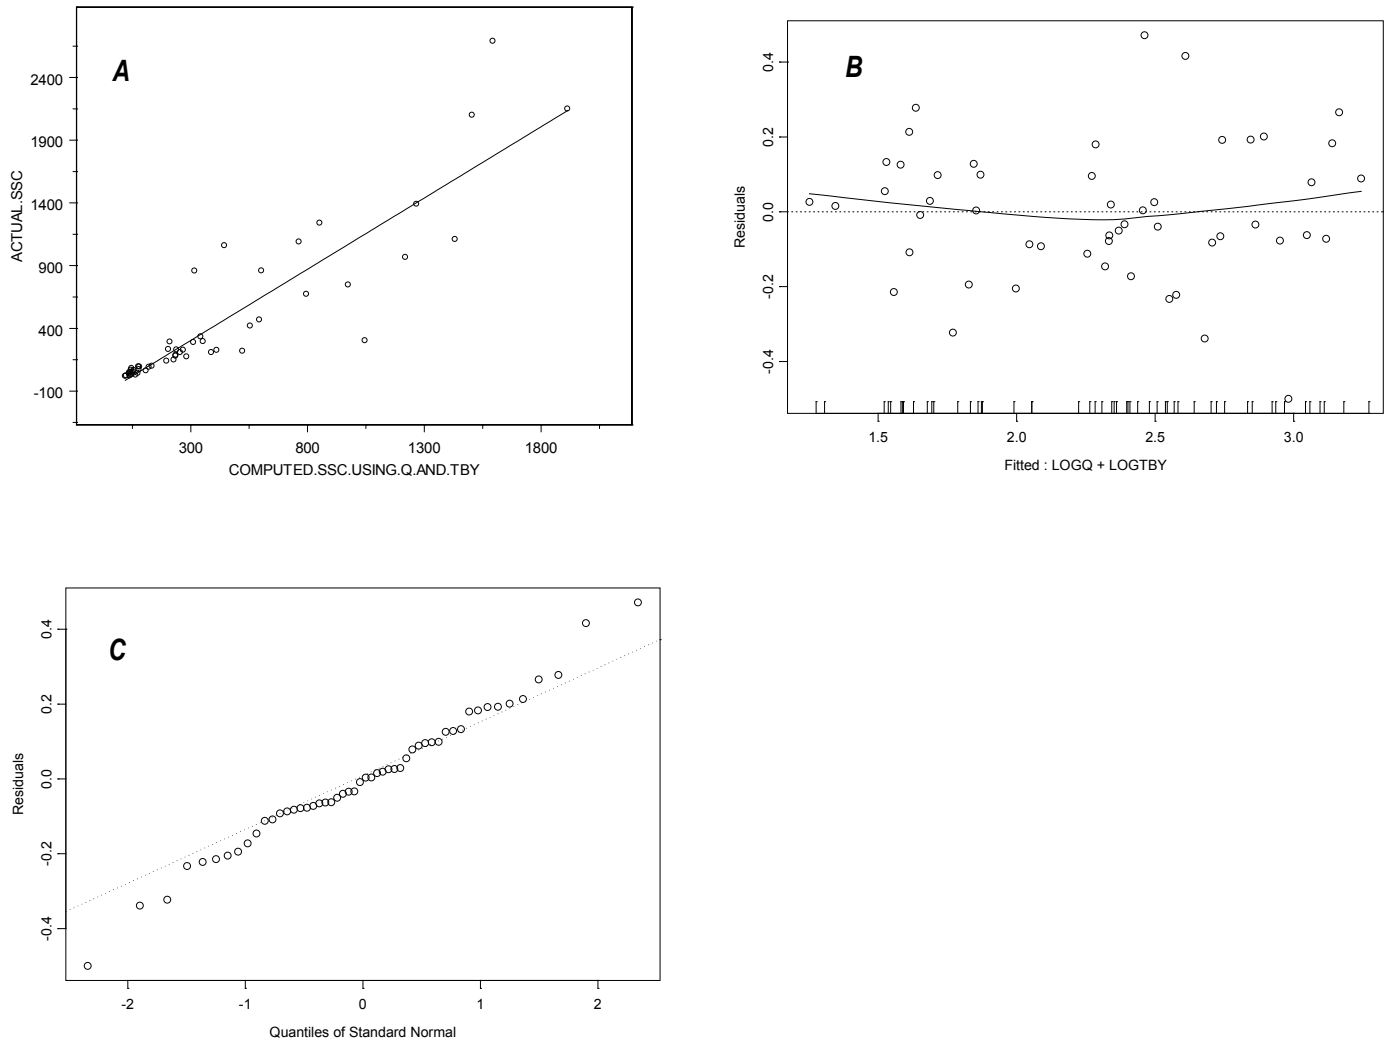 A
2400
1900
1400
900
400
-100
ACTUAL.SSC
300 800 1300 1800
COMPUTED.SSC.USING.Q.AND.TBY
B
0.4
0.2
0.0
-0.2
-0.4
Residuals
1.5 2.0 2.5 3.0
Fitted : LOGQ + LOGTBY
C
0.4
0.2
0.0
-0.2
-0.4
Residuals
-2 -1 0 1 2
Quantiles of Standard Normal